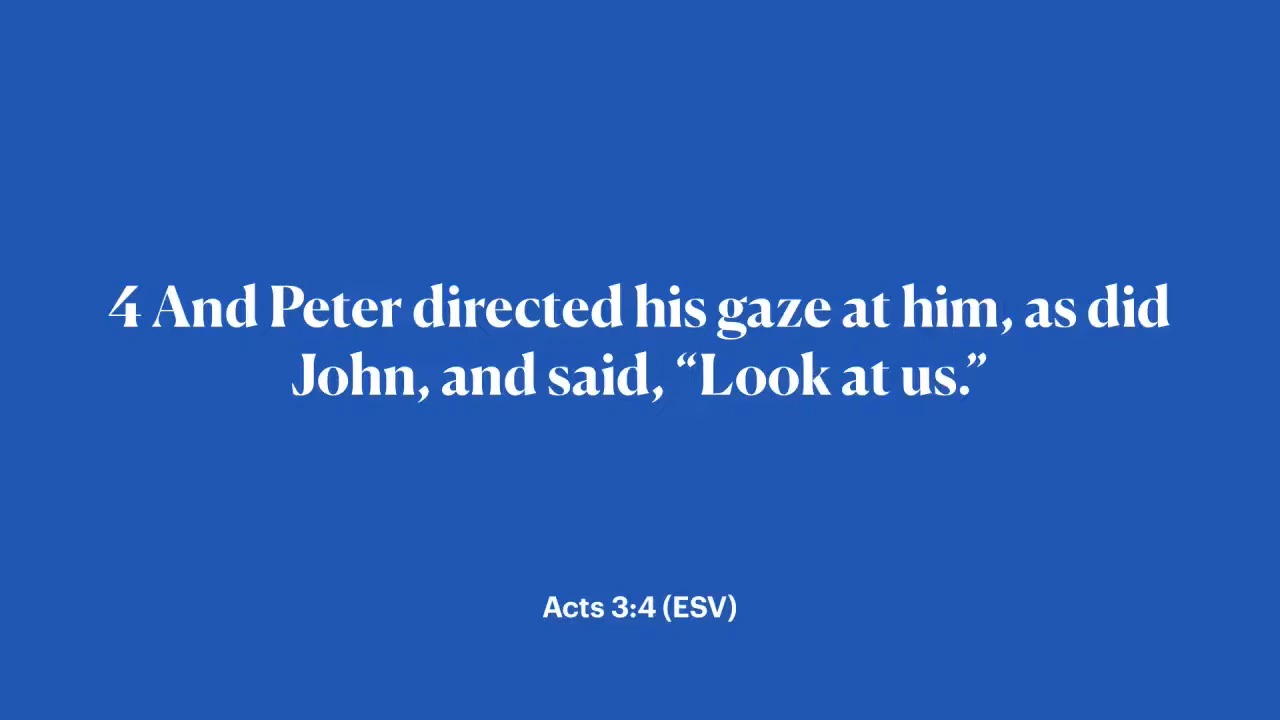 4 And Peter directed his gaze at him, as did
John, and said, “Look at us.”
Acts 3:4 (ESV)